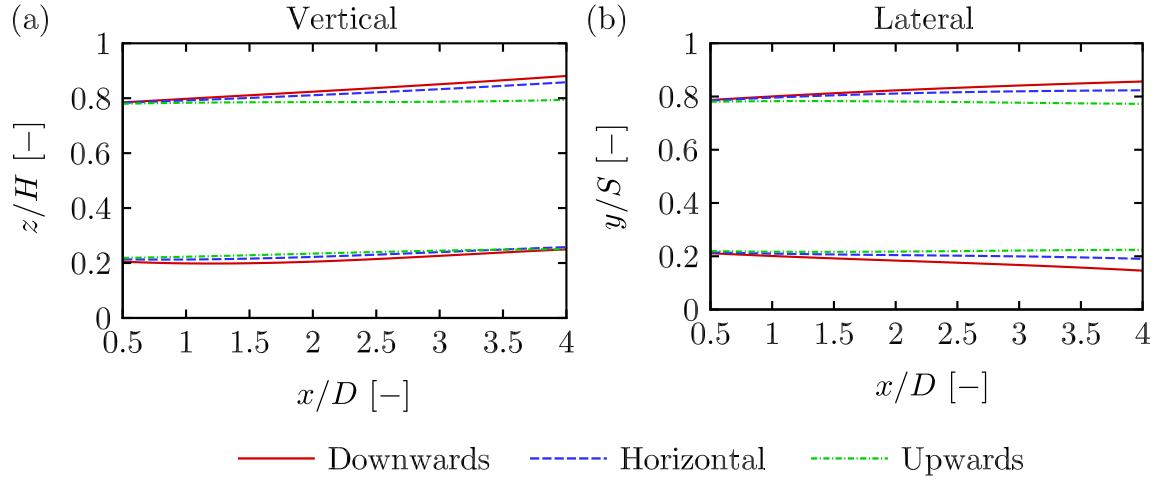 (a) Vertical
1
0.8
0.6
0.4
0.2
0
z/H [−]
0.5 1 1.5 2 2.5 3 3.5 4
x/D [−]
(b) Lateral
1
0.8
0.6
0.4
0.2
0
y/S [−]
0.5 1 1.5 2 2.5 3 3.5 4
x/D [−]
Downwards Horizontal Upwards